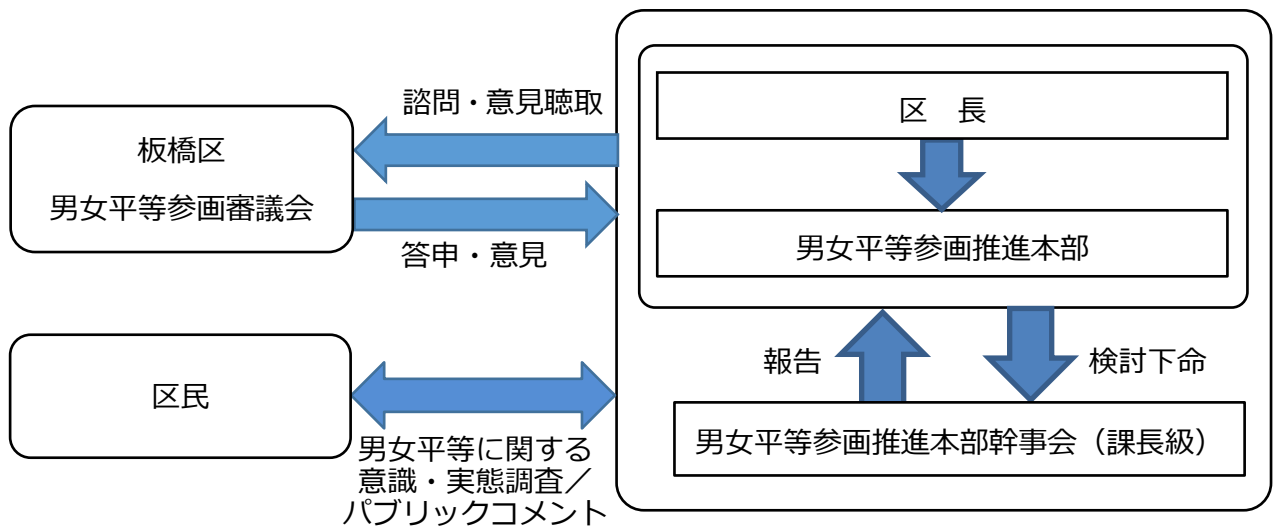 諮問・意見聴取
板橋区
男女平等参画審議会
答申・意見
区　長
男女平等参画推進本部
報告
検討下命
男女平等参画推進本部幹事会（課長級）
区民
男女平等に関する
意識・実態調査／
パブリックコメント